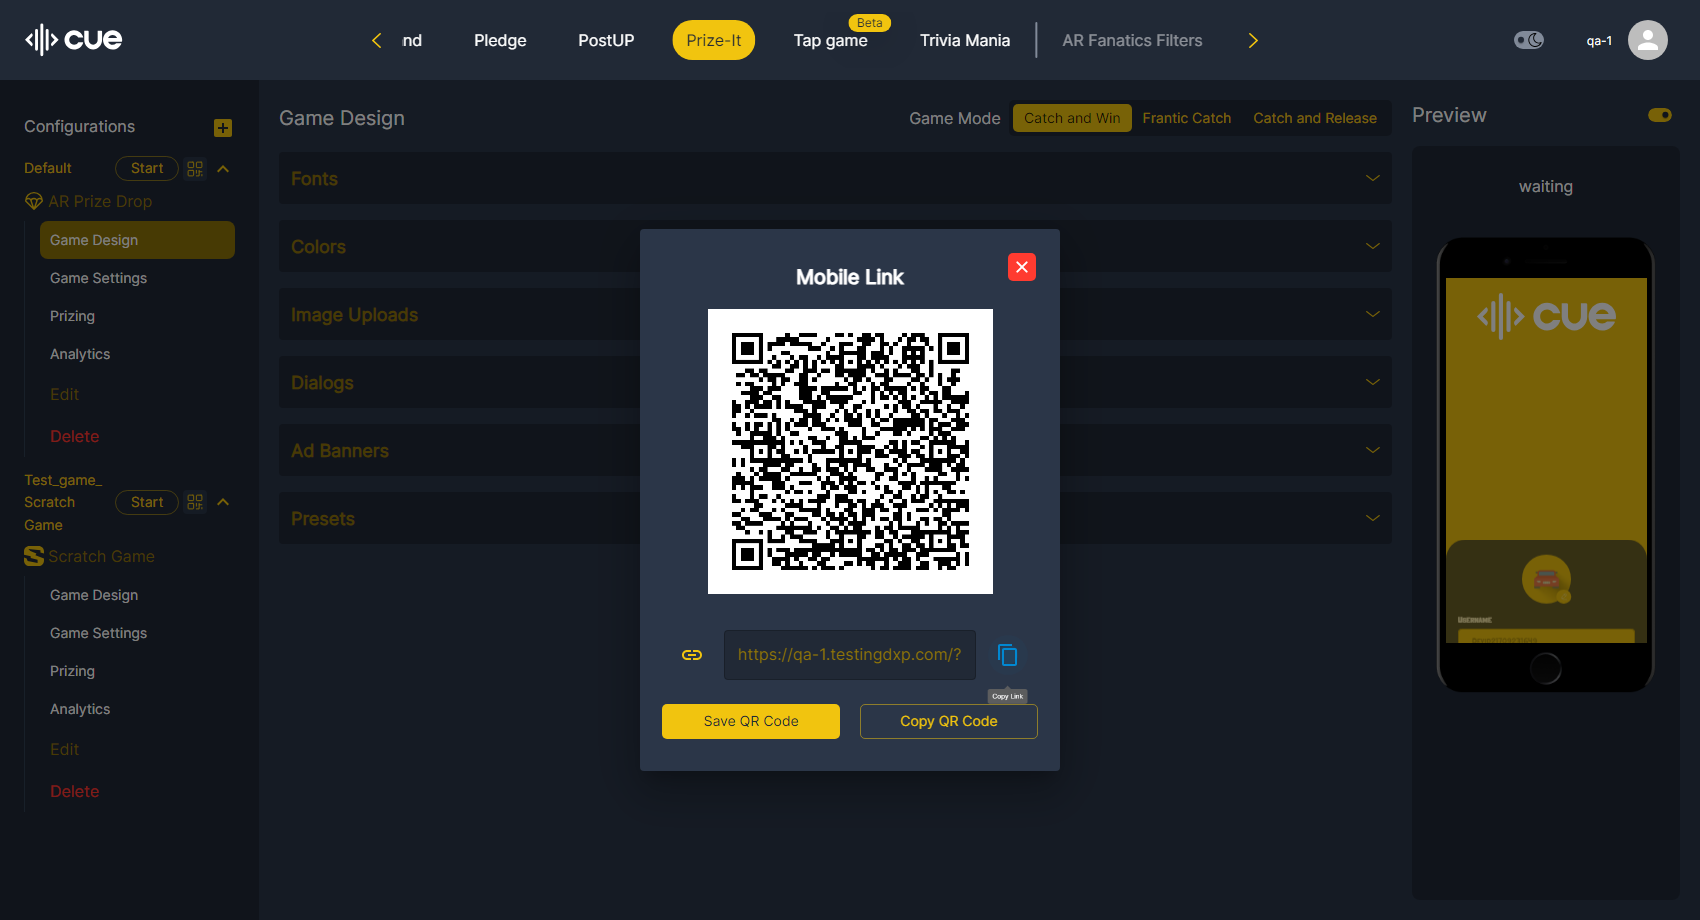 cue
nd
Pledge
PostUP
Prize-It
Beta
Tap game
Trivia Mania
AR Fanatics Filters
qa-1
Configurations
Default
Start
AR Prize Drop
Game Design
Game Settings
Prizing
Analytics
Edit
Delete
Test_game_
Scratch
Game
Start
Scratch Game
Game Design
Game Settings
Prizing
Analytics
Edit
Delete
Game Design
Game Mode
Catch and Win
Frantic Catch
Catch and Release
Fonts
Colors
Image Uploads
Dialogs
Ad Banners
Presets
Mobile Link
https://qa-1.testingdxp.com/?
Copy Link
Save QR Code
Copy QR Code
Preview
waiting
cue
USERNAME